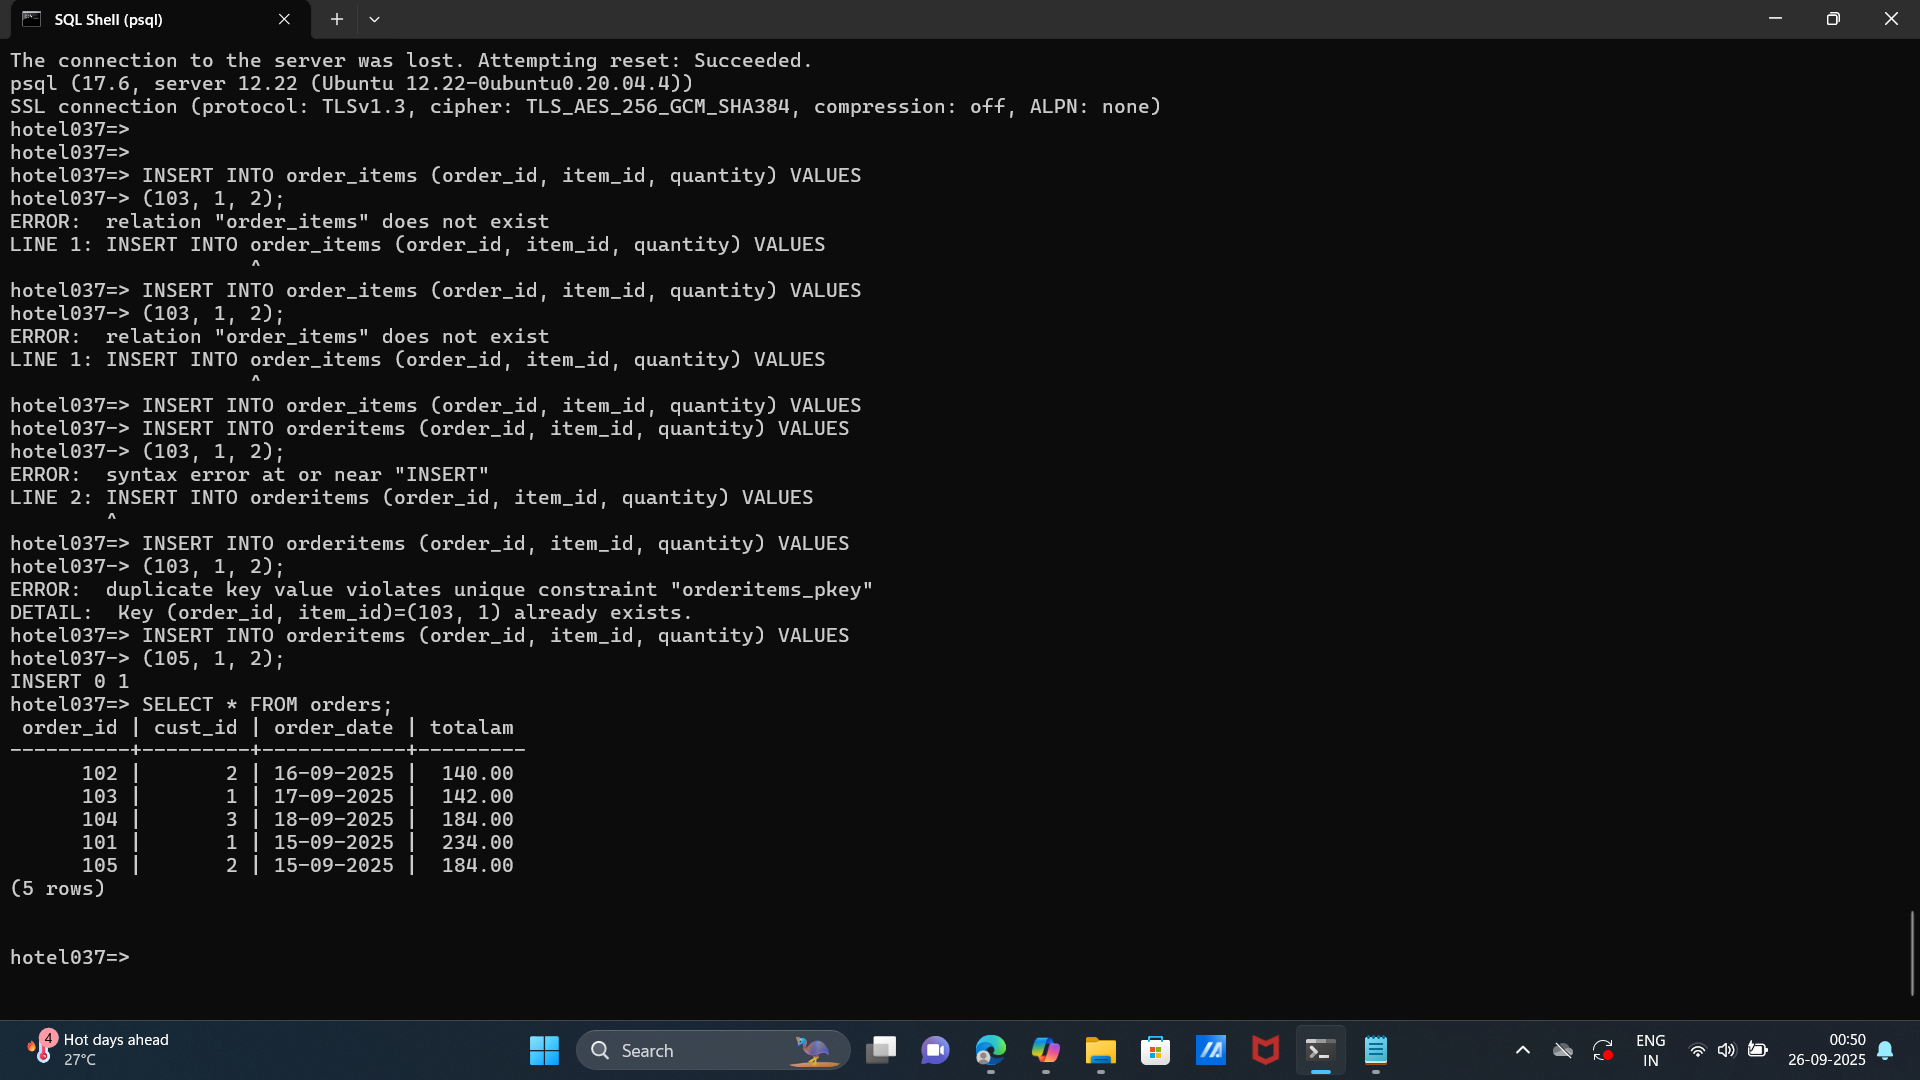 SQL Shell (psql)
The connection to the server was lost. Attempting reset: Succeeded.
psql (17.6, server 12.22 (Ubuntu 12.22-0ubuntu0.20.04.4))
SSL connection (protocol: TLSv1.3, cipher: TLS_AES_256_GCM_SHA384, compression: off, ALPN: none)
hotel037=>
hotel037=>
hotel037=> INSERT INTO order_items (order_id, item_id, quantity) VALUES
hotel037-> (103, 1, 2);
ERROR:  relation "order_items" does not exist
LINE 1: INSERT INTO order_items (order_id, item_id, quantity) VALUES
                    ^
hotel037=> INSERT INTO order_items (order_id, item_id, quantity) VALUES
hotel037-> (103, 1, 2);
ERROR:  relation "order_items" does not exist
LINE 1: INSERT INTO order_items (order_id, item_id, quantity) VALUES
                    ^
hotel037=> INSERT INTO order_items (order_id, item_id, quantity) VALUES
hotel037-> INSERT INTO orderitems (order_id, item_id, quantity) VALUES
hotel037-> (103, 1, 2);
ERROR:  syntax error at or near "INSERT"
LINE 2: INSERT INTO orderitems (order_id, item_id, quantity) VALUES
        ^
hotel037=> INSERT INTO orderitems (order_id, item_id, quantity) VALUES
hotel037-> (103, 1, 2);
ERROR:  duplicate key value violates unique constraint "orderitems_pkey"
DETAIL:  Key (order_id, item_id)=(103, 1) already exists.
hotel037=> INSERT INTO orderitems (order_id, item_id, quantity) VALUES
hotel037-> (105, 1, 2);
INSERT 0 1
hotel037=> SELECT * FROM orders;
 order_id | cust_id | order_date | totalam
----------+---------+------------+---------
      102 |       2 | 16-09-2025 |  140.00
      103 |       1 | 17-09-2025 |  142.00
      104 |       3 | 18-09-2025 |  184.00
      101 |       1 | 15-09-2025 |  234.00
      105 |       2 | 15-09-2025 |  184.00
(5 rows)
hotel037=>
4
Hot days ahead
27°C
Search
ENG
IN
00:50
26-09-2025